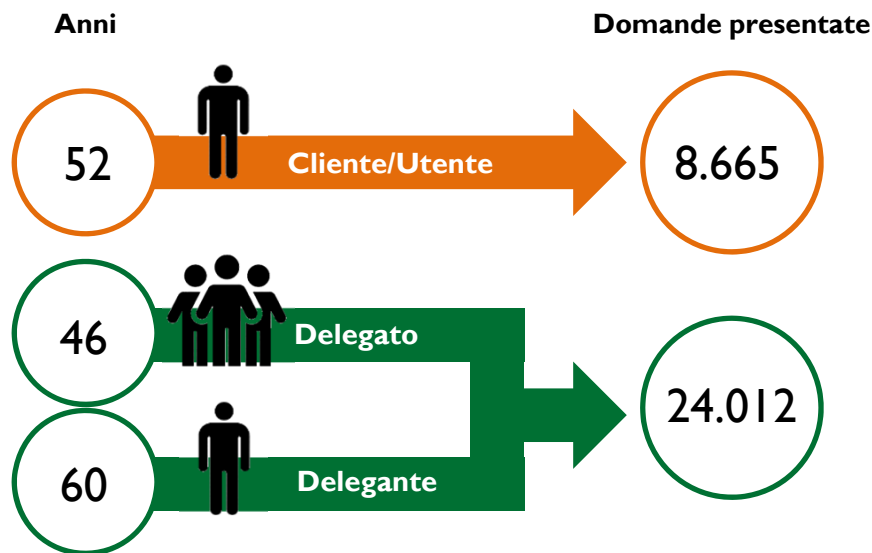 Anni
Domande presentate
52
Cliente/Utente
8.665
46
Delegato
24.012
60
Delegante